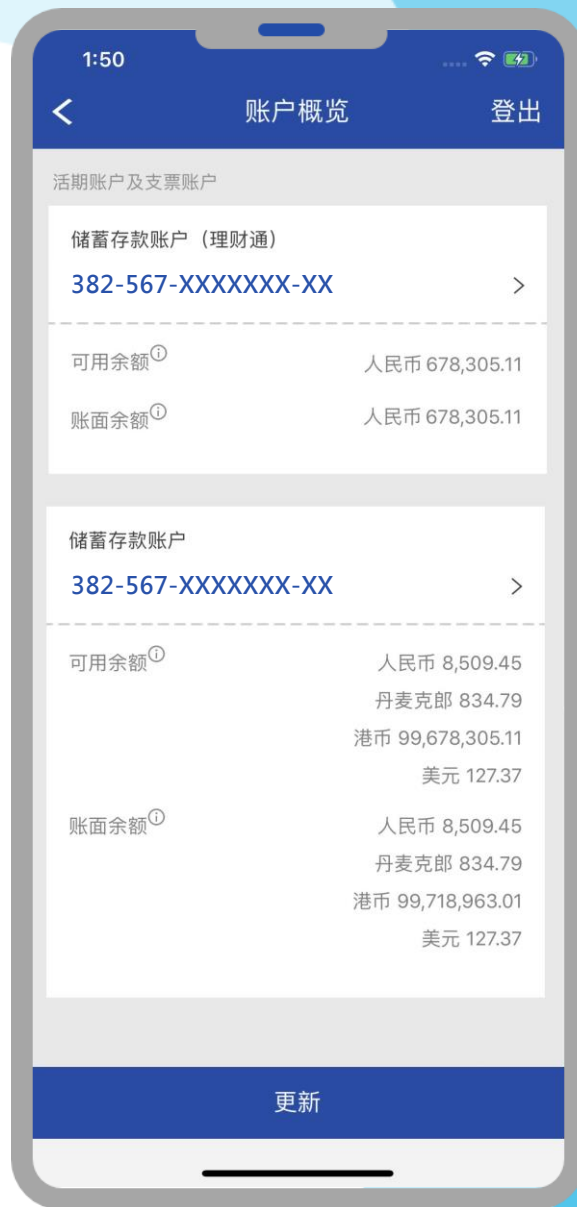 1:50
账户概览
登出
活期账户及支票账户
储蓄存款账户（理财通）
382-567-XXXXXXX-XX
可用余额 人民币 678,305.11
账面余额 人民币 678,305.11
储蓄存款账户
382-567-XXXXXXX-XX
可用余额 人民币 8,509.45
丹麦克郎 834.79
港币 99,678,305.11
美元 127.37
账面余额 人民币 8,509.45
丹麦克郎 834.79
港币 99,718,963.01
美元 127.37
更新